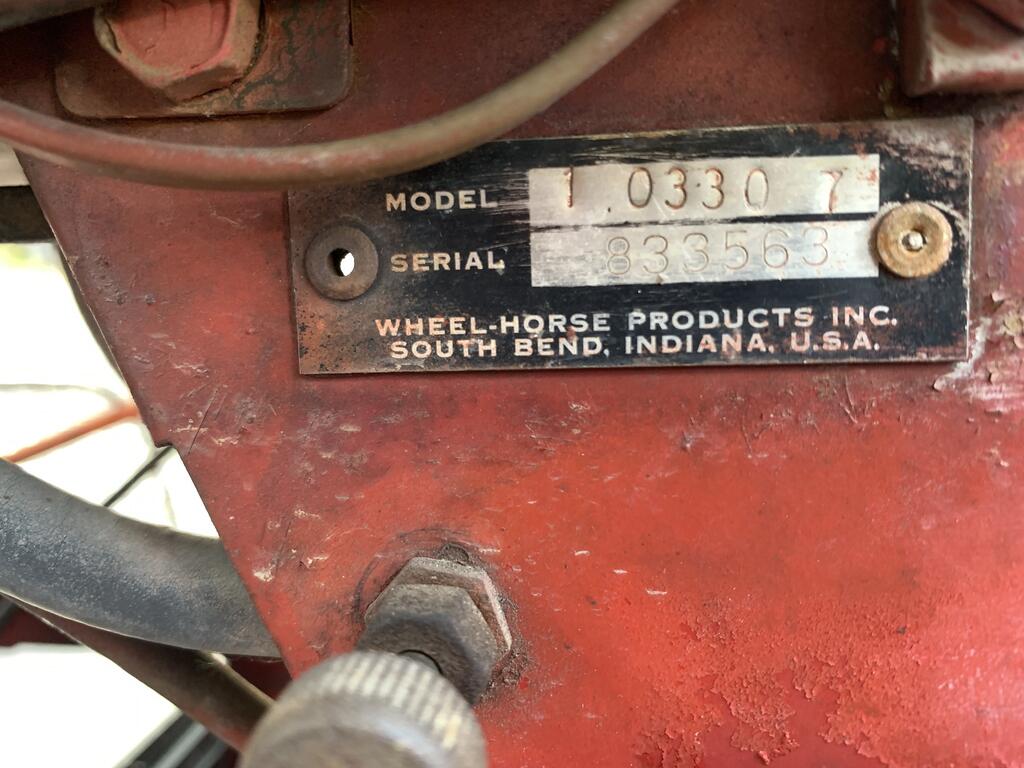 MODEL 1 0330 7
SERIAL 833563
WHEEL-HORSE PRODUCTS INC.
SOUTH BEND, INDIANA, U.S.A.